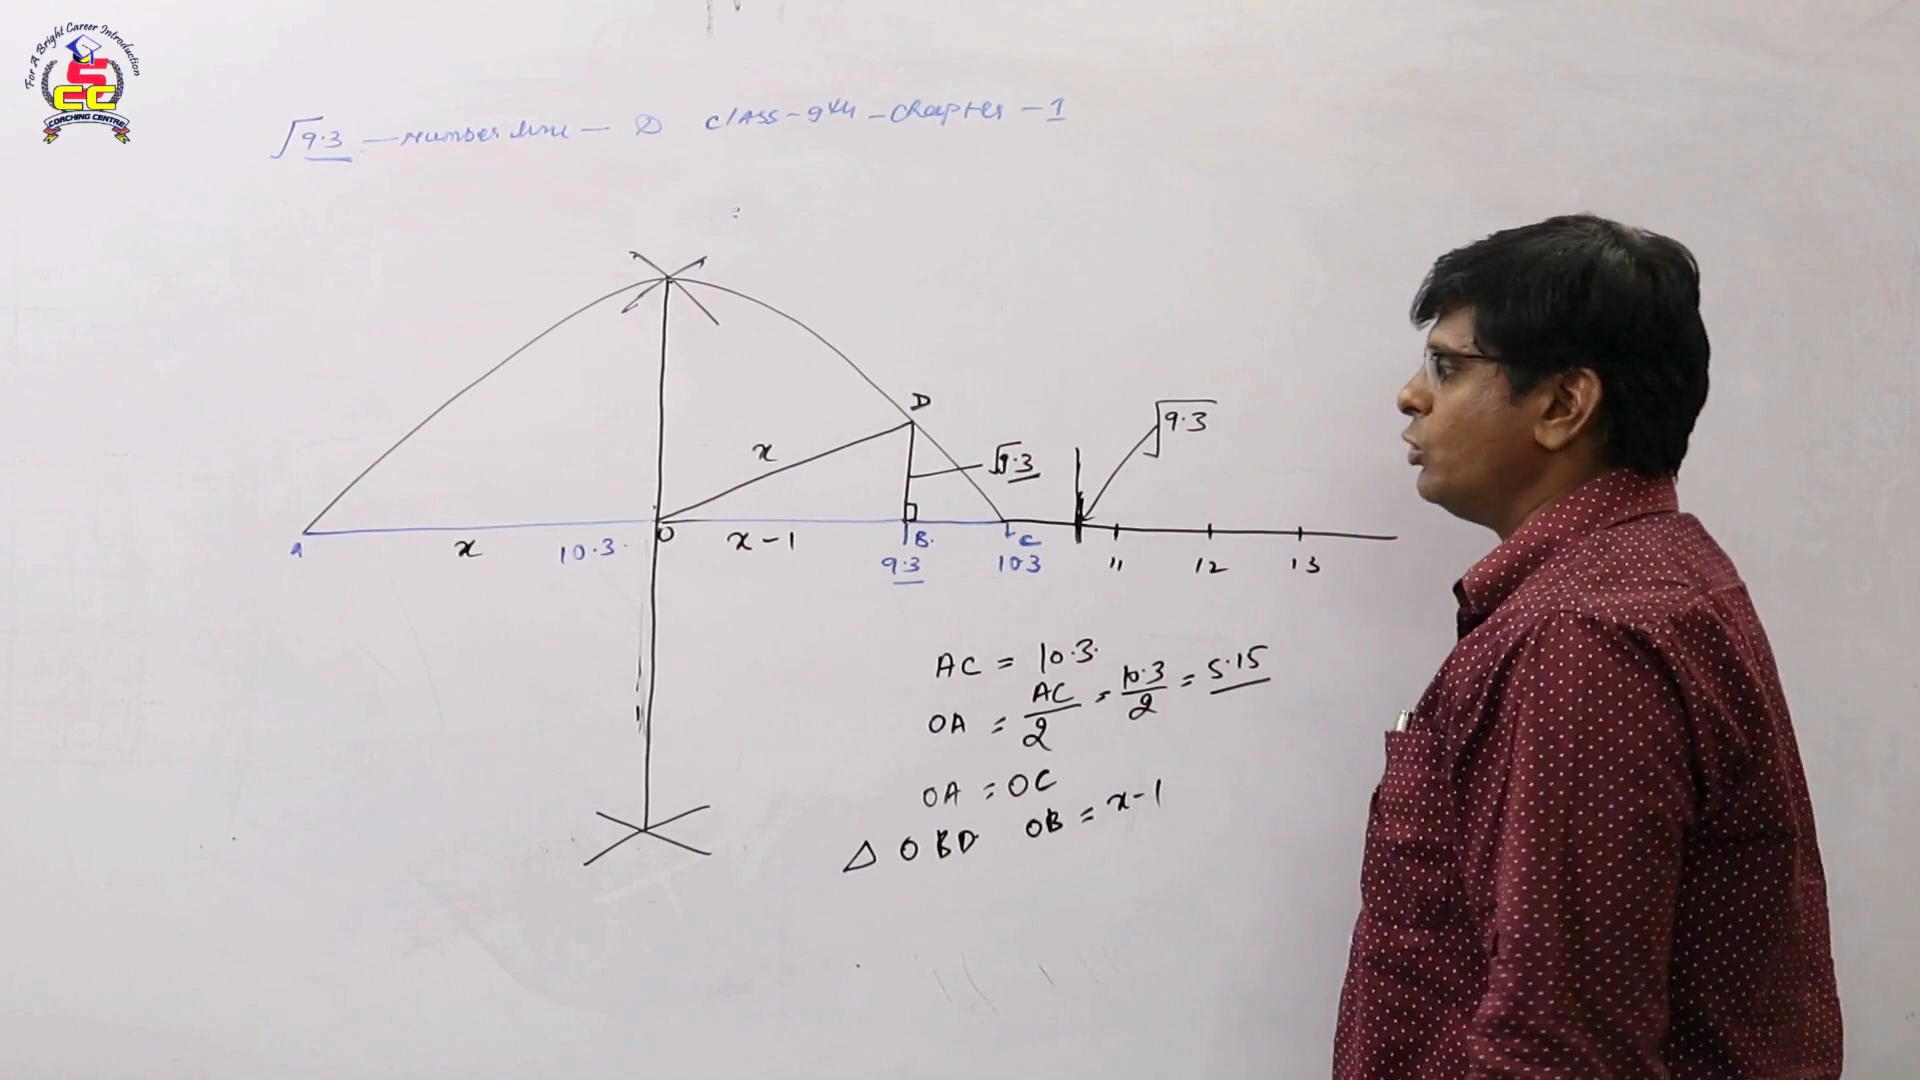 For A Bright Career Introduction
SCC
COACHING CENTRE
√9.3 — Number line — class - 9th - chapter - 1
D
x
√9.3
√9.3
A
x
10.3
O
x-1
B
C
9.3
10.3
11
12
13
AC = 10.3
OA = AC/2 = 10.3/2 = 5.15
OA = OC
△ OBD OB = x-1